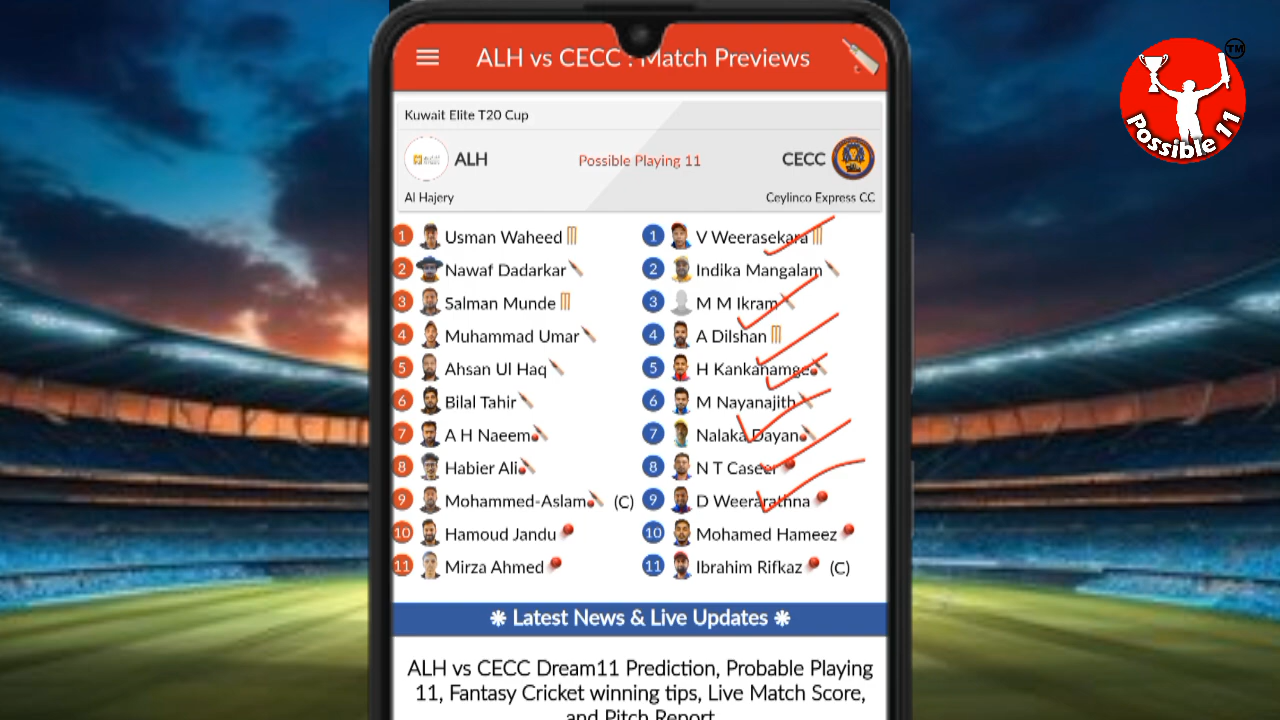 ALH vs CECC : Match Previews
TM
Possible 11
Kuwait Elite T20 Cup
ALH
Possible Playing 11
CECC
Al Hajery
Ceylinco Express CC
1 Usman Waheed
2 Nawaf Dadarkar
3 Salman Munde
4 Muhammad Umar
5 Ahsan Ul Haq
6 Bilal Tahir
7 A H Naeem
8 Habier Ali
9 Mohammed-Aslam (C)
10 Hamoud Jandu
11 Mirza Ahmed
1 V Weerasekara
2 Indika Mangalam
3 M M Ikram
4 A Dilshan
5 H Kankanamge
6 M Nayanajith
7 Nalaka Dayan
8 N T Caseer
9 D Weerarathna
10 Mohamed Hameez
11 Ibrahim Rifkaz (C)
❋ Latest News & Live Updates ❋
ALH vs CECC Dream11 Prediction, Probable Playing
11, Fantasy Cricket winning tips, Live Match Score,
and Pitch Report